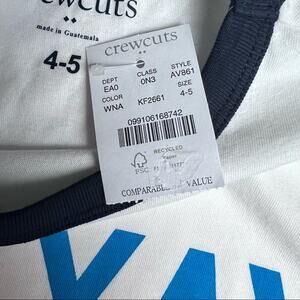 crewcuts
made in Guatemala
4-5
crewcuts
DEPT CLASS STYLE
EA0 0N3 AV861
COLOR SIZE
WNA KF2661 4-5
099106168742
RECYCLED
Paper
FSC
COMPARABLE VALUE